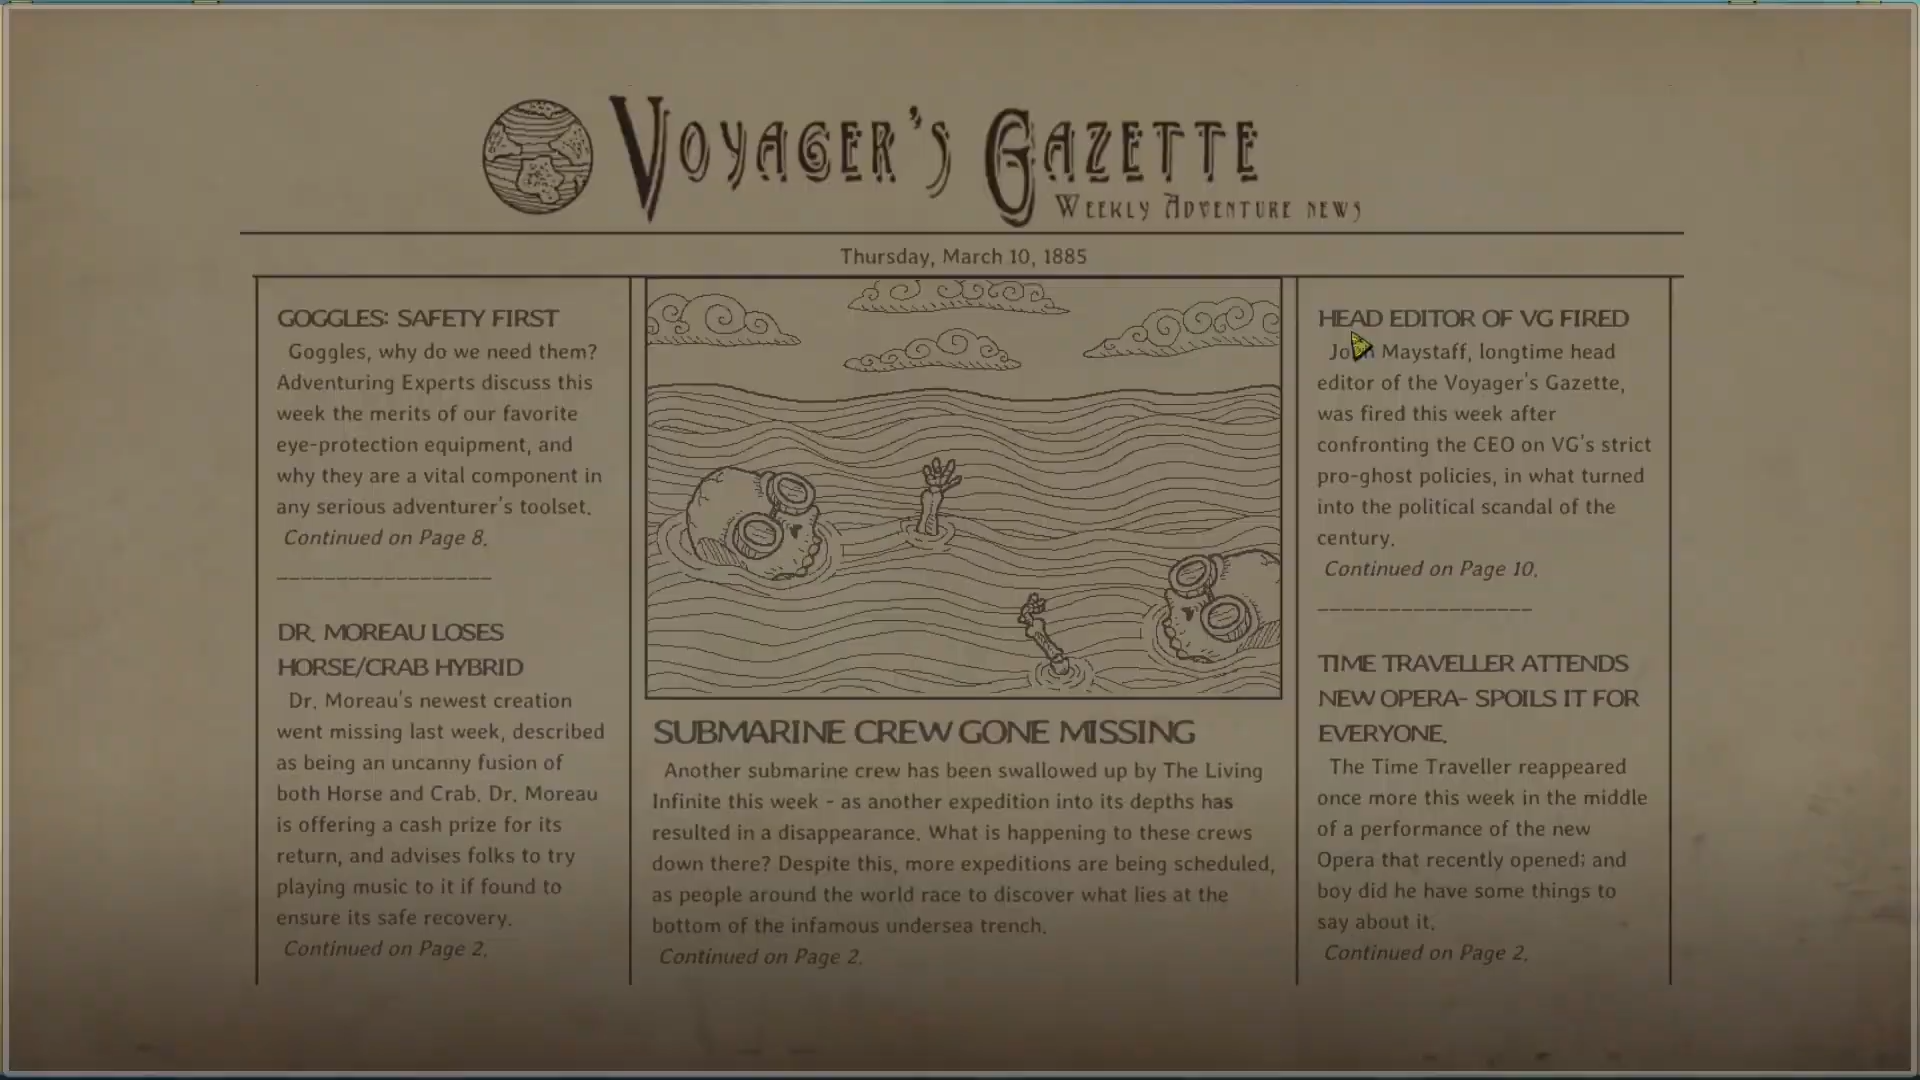 VOYAGER'S GAZETTE
WEEKLY ADVENTURE NEWS
Thursday, March 10, 1885
GOGGLES: SAFETY FIRST
Goggles, why do we need them?
Adventuring Experts discuss this
week the merits of our favorite
eye-protection equipment, and
why they are a vital component in
any serious adventurer's toolset.
Continued on Page 8.
------------------
DR. MOREAU LOSES
HORSE/CRAB HYBRID
Dr. Moreau's newest creation
went missing last week, described
as being an uncanny fusion of
both Horse and Crab. Dr. Moreau
is offering a cash prize for its
return, and advises folks to try
playing music to it if found to
ensure its safe recovery.
Continued on Page 2.
SUBMARINE CREW GONE MISSING
Another submarine crew has been swallowed up by The Living
Infinite this week - as another expedition into its depths has
resulted in a disappearance. What is happening to these crews
down there? Despite this, more expeditions are being scheduled,
as people around the world race to discover what lies at the
bottom of the infamous undersea trench.
Continued on Page 2.
HEAD EDITOR OF VG FIRED
Maystaff, longtime head
editor of the Voyager's Gazette,
was fired this week after
confronting the CEO on VG's strict
pro-ghost policies, in what turned
into the political scandal of the
century.
Continued on Page 10.
------------------
TIME TRAVELLER ATTENDS
NEW OPERA- SPOILS IT FOR
EVERYONE.
The Time Traveller reappeared
once more this week in the middle
of a performance of the new
Opera that recently opened; and
boy did he have some things to
say about it.
Continued on Page 2.